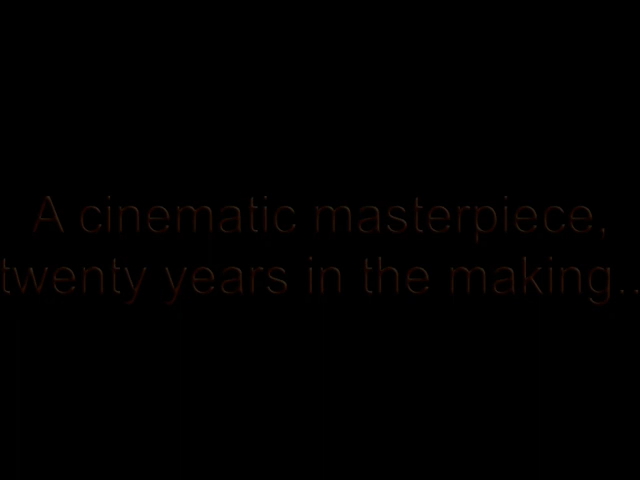 A cinematic masterpiece,
twenty years in the making..